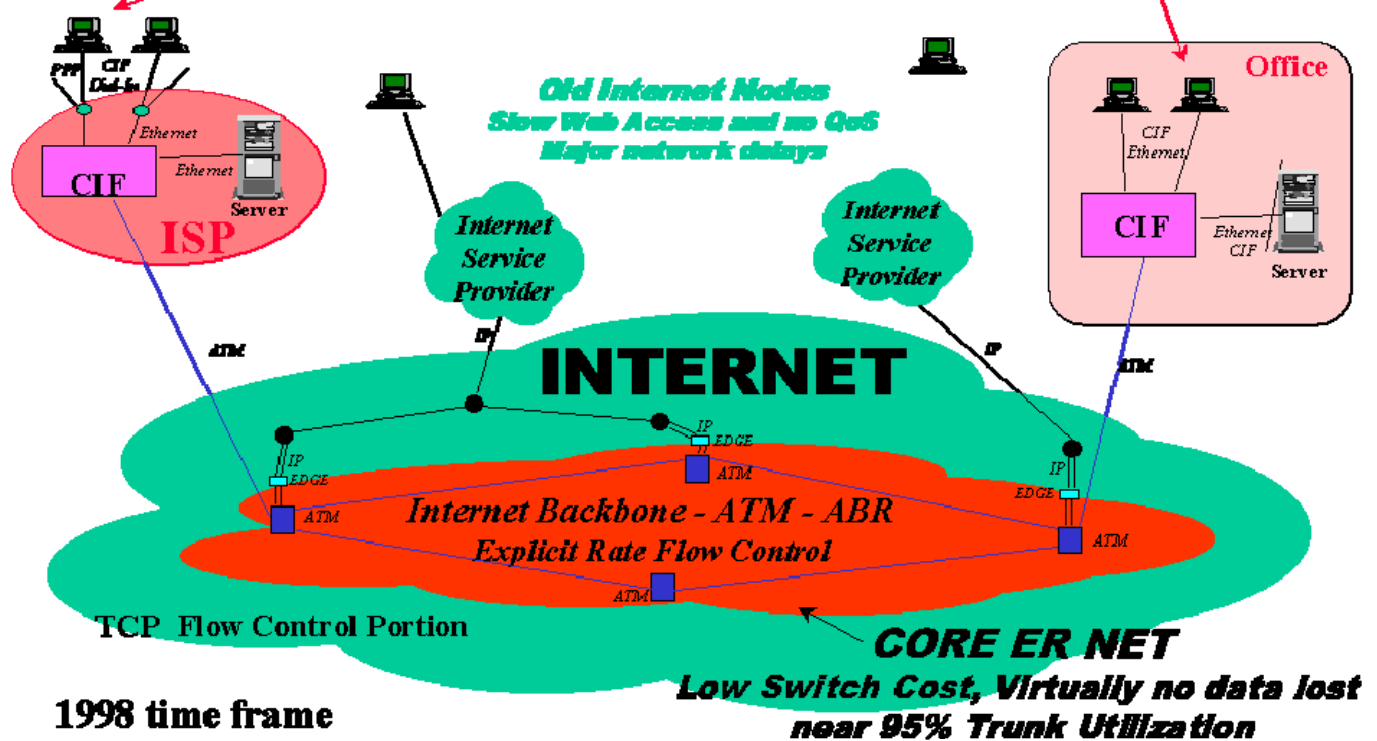 PPP
CIF
Dial-In
Ethernet
Ethernet
CIF
Server
ISP
Old Internet Nodes
Slow Web Access and no QoS
Major network delays
Office
CIF
Ethernet
CIF
Ethernet
CIF
Server
Internet
Service
Provider
Internet
Service
Provider
ATM
IP
IP
ATM
INTERNET
IP
EDGE
ATM
IP
EDGE
ATM
IP
EDGE
ATM
Internet Backbone - ATM - ABR
Explicit Rate Flow Control
ATM
TCP Flow Control Portion
CORE ER NET
Low Switch Cost, Virtually no data lost
near 95% Trunk Utilization
1998 time frame